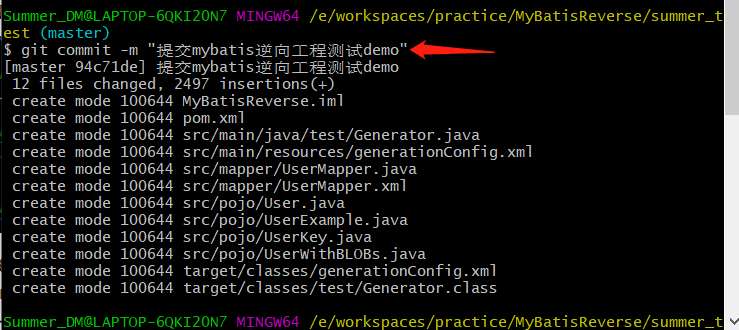 Summer_DM@LAPTOP-6QKI2ON7 MINGW64 /e/workspaces/practice/MyBatisReverse/summer_t
est (master)
$ git commit -m "提交mybatis逆向工程测试demo"
[master 94c71de] 提交mybatis逆向工程测试demo
 12 files changed, 2497 insertions(+)
 create mode 100644 MyBatisReverse.iml
 create mode 100644 pom.xml
 create mode 100644 src/main/java/test/Generator.java
 create mode 100644 src/main/resources/generationConfig.xml
 create mode 100644 src/mapper/UserMapper.java
 create mode 100644 src/mapper/UserMapper.xml
 create mode 100644 src/pojo/User.java
 create mode 100644 src/pojo/UserExample.java
 create mode 100644 src/pojo/UserKey.java
 create mode 100644 src/pojo/UserWithBLOBs.java
 create mode 100644 target/classes/generationConfig.xml
 create mode 100644 target/classes/test/Generator.class
Summer_DM@LAPTOP-6QKI2ON7 MINGW64 /e/workspaces/practice/MyBatisReverse/summer_t